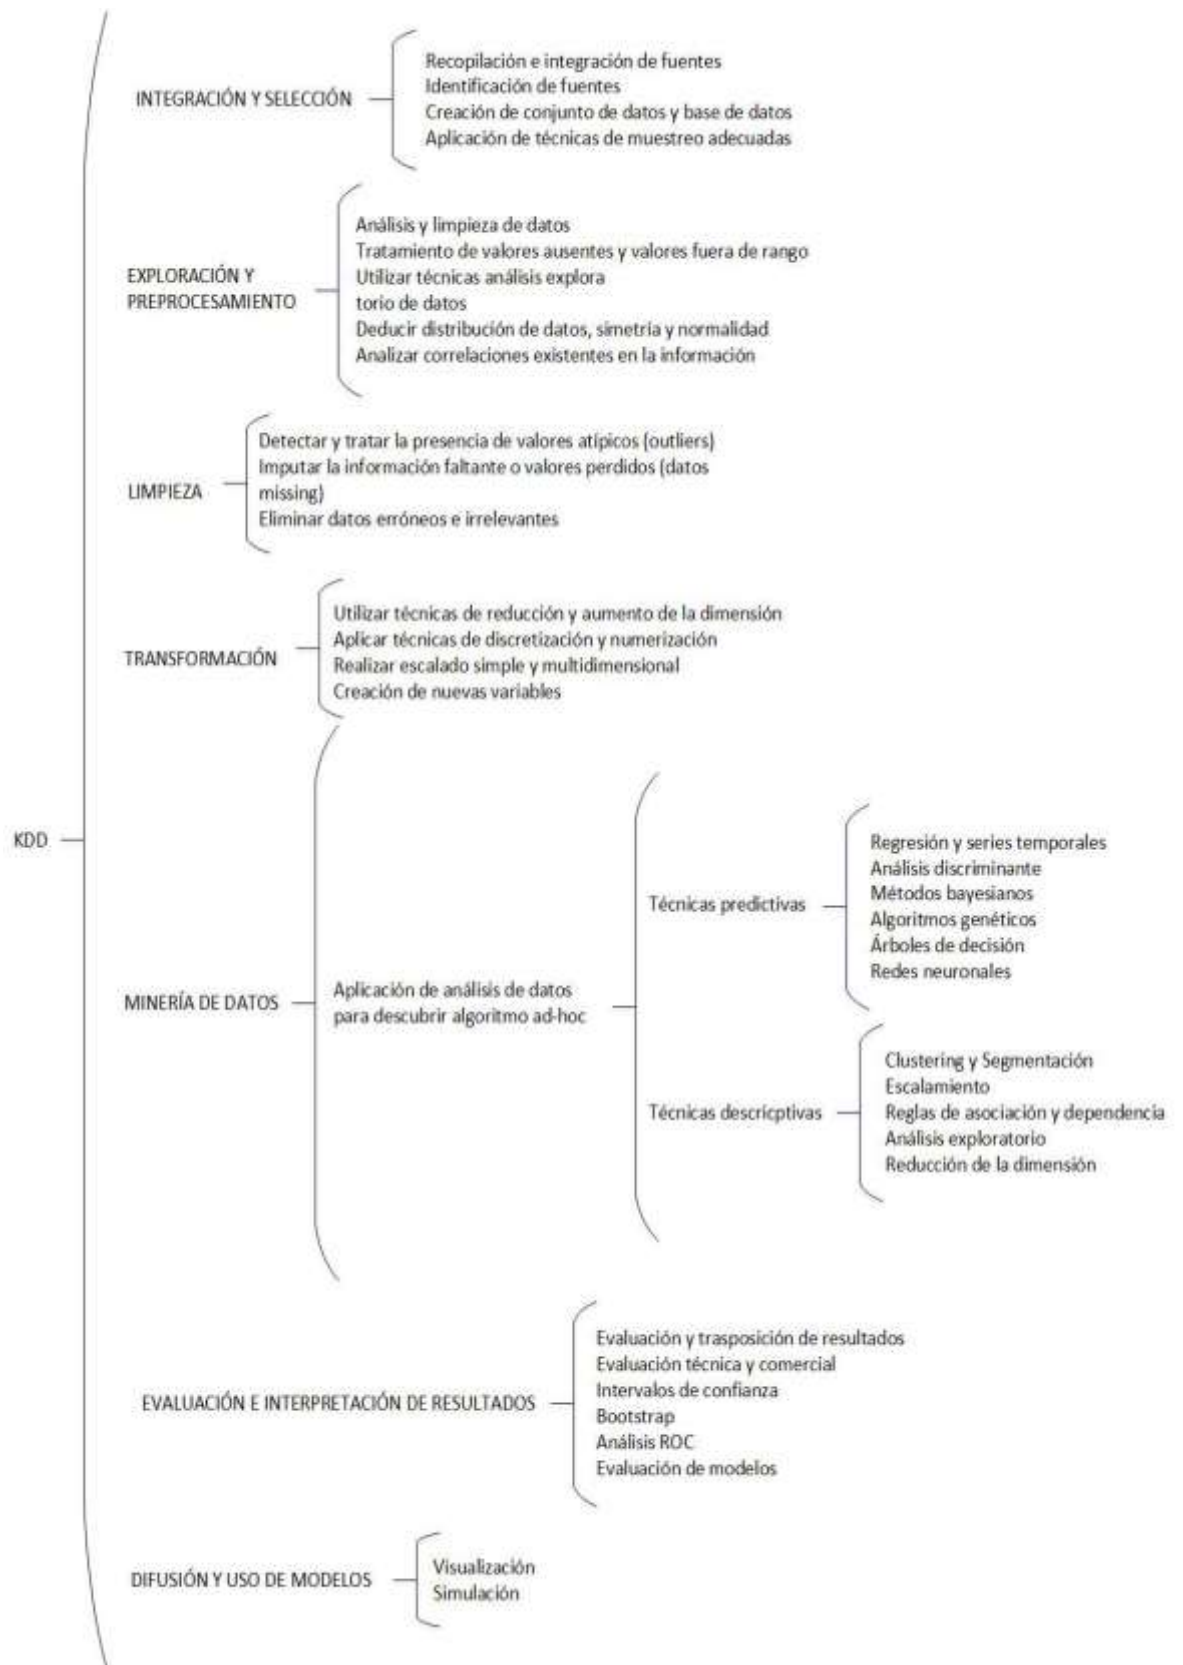 INTEGRACIÓN Y SELECCIÓN
Recopilación e integración de fuentes
Identificación de fuentes
Creación de conjunto de datos y base de datos
Aplicación de técnicas de muestreo adecuadas
EXPLORACIÓN Y
PREPROCESAMIENTO
Análisis y limpieza de datos
Tratamiento de valores ausentes y valores fuera de rango
Utilizar técnicas análisis explora
torio de datos
Deducir distribución de datos, simetría y normalidad
Analizar correlaciones existentes en la información
LIMPIEZA
Detectar y tratar la presencia de valores atípicos (outliers)
Imputar la información faltante o valores perdidos (datos
missing)
Eliminar datos erróneos e irrelevantes
TRANSFORMACIÓN
Utilizar técnicas de reducción y aumento de la dimensión
Aplicar técnicas de discretización y numerización
Realizar escalado simple y multidimensional
Creación de nuevas variables
KDD
MINERÍA DE DATOS
Aplicación de análisis de datos
para descubrir algoritmo ad-hoc
Técnicas predictivas
Regresión y series temporales
Análisis discriminante
Métodos bayesianos
Algoritmos genéticos
Árboles de decisión
Redes neuronales
Técnicas descricptivas
Clustering y Segmentación
Escalamiento
Reglas de asociación y dependencia
Análisis exploratorio
Reducción de la dimensión
EVALUACIÓN E INTERPRETACIÓN DE RESULTADOS
Evaluación y trasposición de resultados
Evaluación técnica y comercial
Intervalos de confianza
Bootstrap
Análisis ROC
Evaluación de modelos
DIFUSIÓN Y USO DE MODELOS
Visualización
Simulación